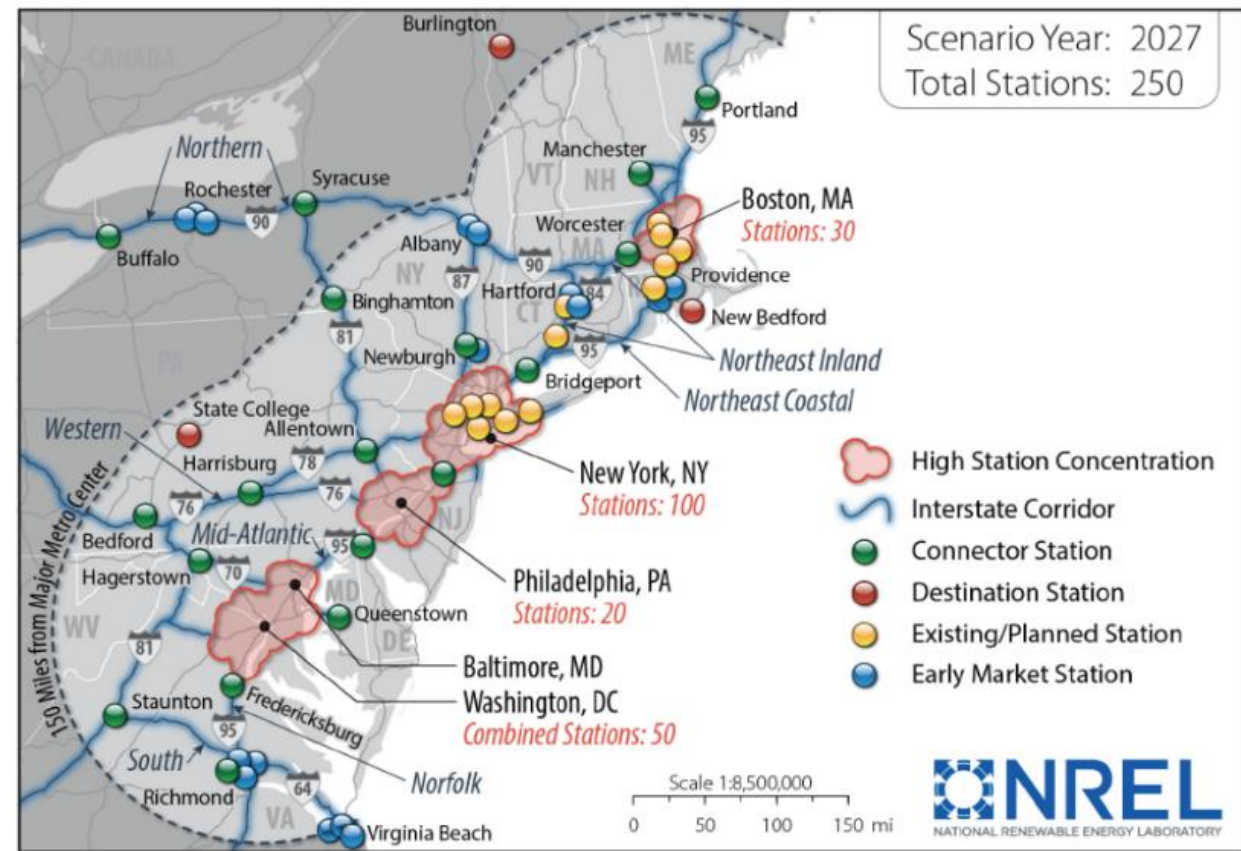 Scenario Year: 2027
Total Stations: 250
Burlington
CANADA
ME
Portland
95
Manchester
VT
NH
Northern
Rochester
Syracuse
90
Buffalo
Boston, MA
Stations: 30
Worcester
MA
Albany
NY
87
90
Hartford
84
Providence
CT
New Bedford
Binghamton
81
95
Newburgh
Northeast Inland
Bridgeport
Northeast Coastal
PA
State College
Allentown
Western
Harrisburg
78
76
76
New York, NY
Stations: 100
NJ
Mid-Atlantic
95
Bedford
Hagerstown
70
Philadelphia, PA
Stations: 20
MD
Queenstown
DE
WV
81
150 Miles from Major Metro Center
Baltimore, MD
Washington, DC
Combined Stations: 50
Staunton
Fredericksburg
95
South
Norfolk
Richmond
64
VA
Virginia Beach
High Station Concentration
Interstate Corridor
Connector Station
Destination Station
Existing/Planned Station
Early Market Station
Scale 1:8,500,000
0 50 100 150 mi
NREL
NATIONAL RENEWABLE ENERGY LABORATORY